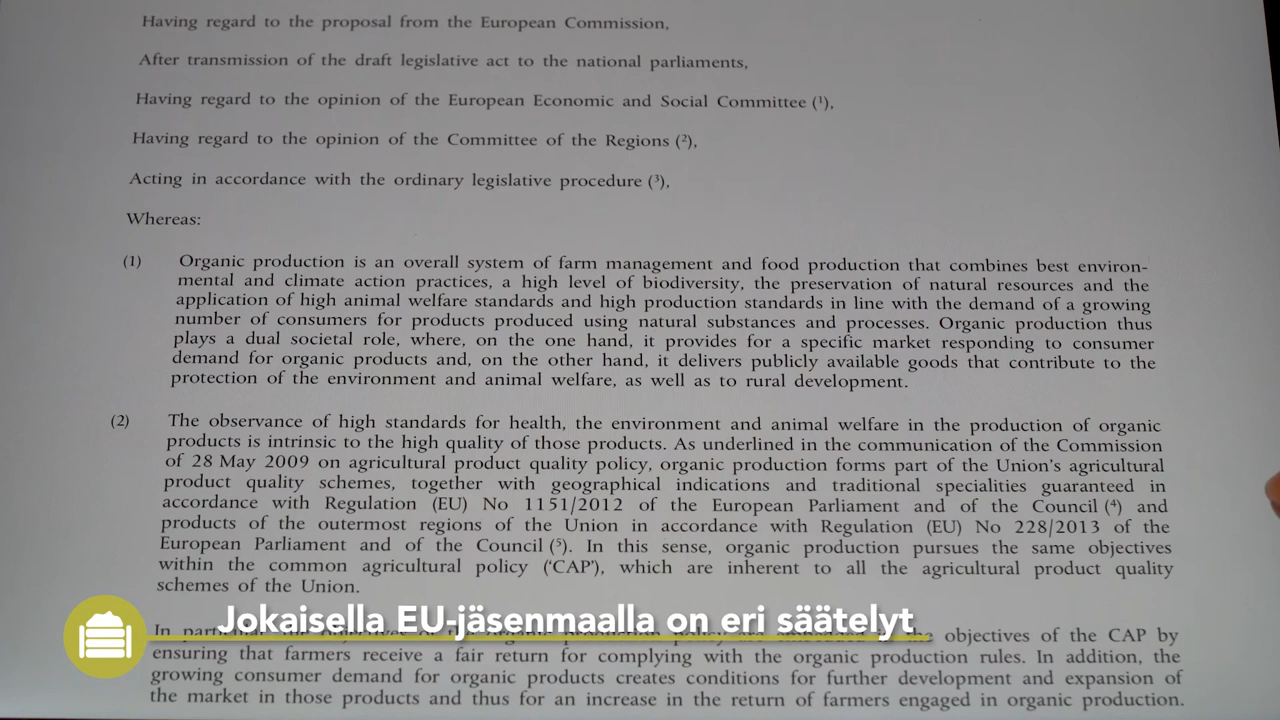 Having regard to the proposal from the European Commission,
After transmission of the draft legislative act to the national parliaments,
Having regard to the opinion of the European Economic and Social Committee (¹),
Having regard to the opinion of the Committee of the Regions (²),
Acting in accordance with the ordinary legislative procedure (³),
Whereas:
(1) Organic production is an overall system of farm management and food production that combines best environ-
mental and climate action practices, a high level of biodiversity, the preservation of natural resources and the
application of high animal welfare standards and high production standards in line with the demand of a growing
number of consumers for products produced using natural substances and processes. Organic production thus
plays a dual societal role, where, on the one hand, it provides for a specific market responding to consumer
demand for organic products and, on the other hand, it delivers publicly available goods that contribute to the
protection of the environment and animal welfare, as well as to rural development.
(2) The observance of high standards for health, the environment and animal welfare in the production of organic
products is intrinsic to the high quality of those products. As underlined in the communication of the Commission
of 28 May 2009 on agricultural product quality policy, organic production forms part of the Union's agricultural
product quality schemes, together with geographical indications and traditional specialities guaranteed in
accordance with Regulation (EU) No 1151/2012 of the European Parliament and of the Council (⁴) and
products of the outermost regions of the Union in accordance with Regulation (EU) No 228/2013 of the
European Parliament and of the Council (⁵). In this sense, organic production pursues the same objectives
within the common agricultural policy (‘CAP’), which are inherent to all the agricultural product quality
schemes of the Union.
Jokaisella EU-jäsenmaalla on eri säätelyt
In objectives of the CAP by
ensuring that farmers receive a fair return for complying with the organic production rules. In addition, the
growing consumer demand for organic products creates conditions for further development and expansion of
the market in those products and thus for an increase in the return of farmers engaged in organic production.